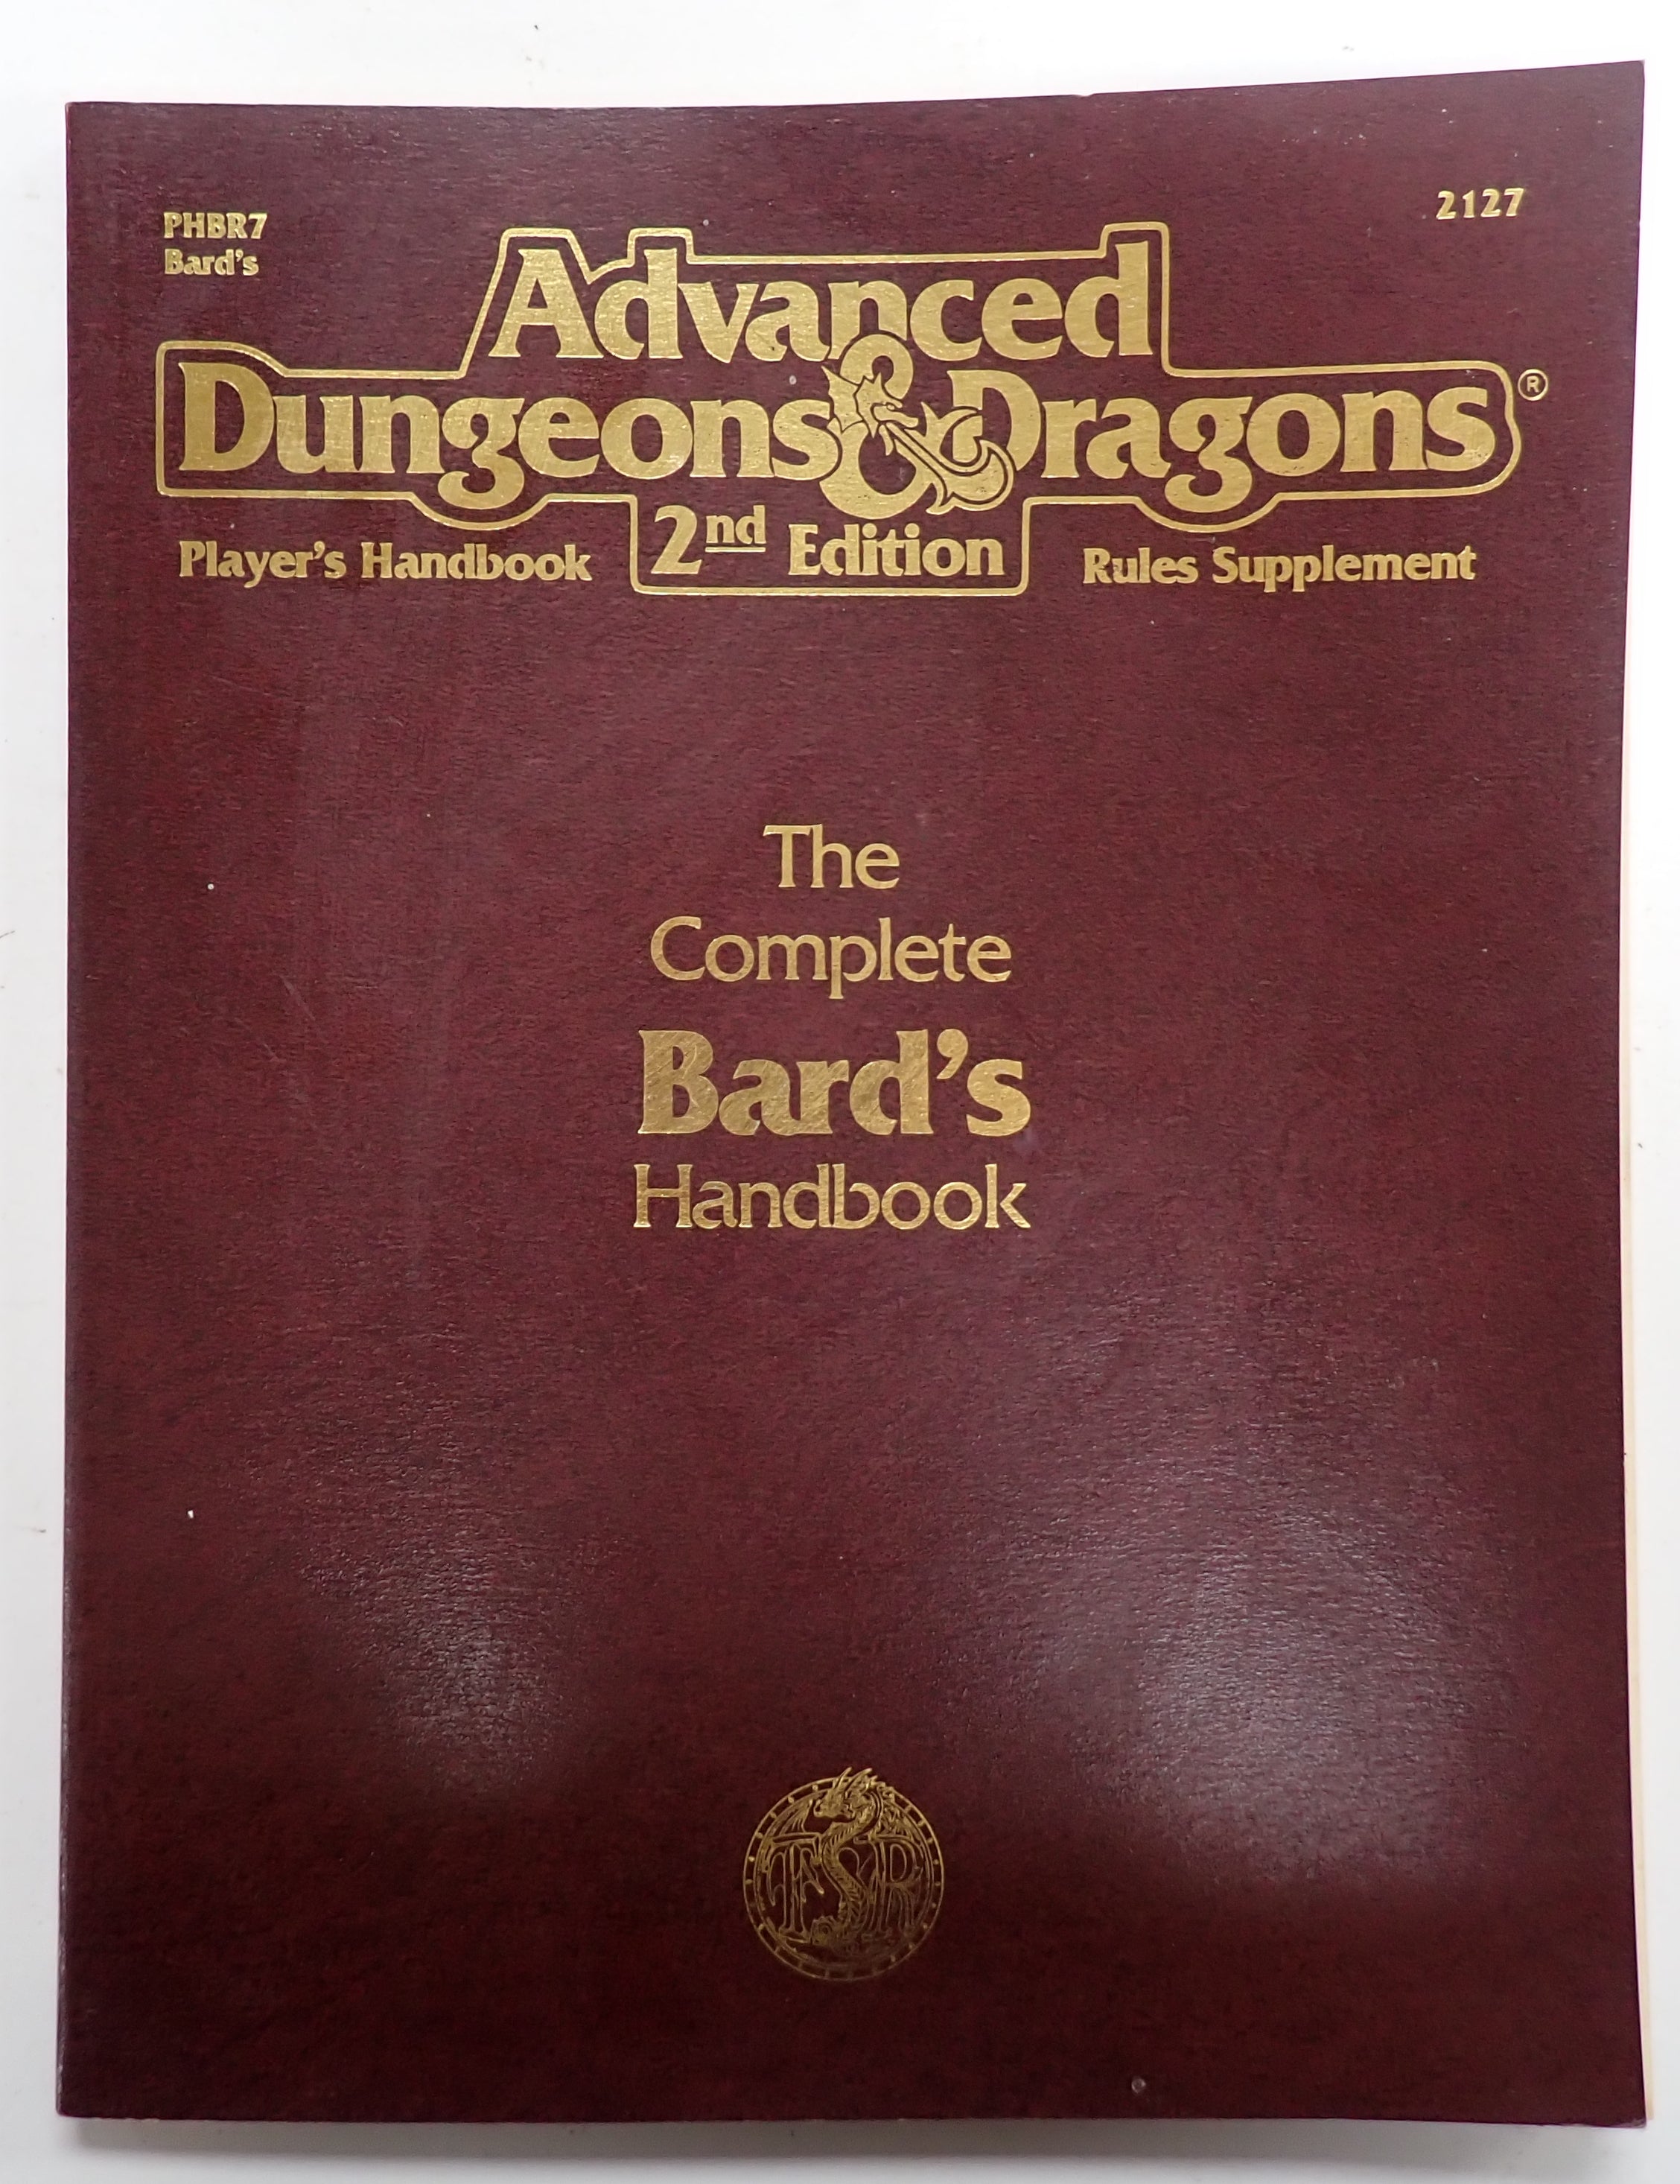 PHBR7
Bard's
2127
Advanced
Dungeons & Dragons®
2nd Edition
Player's Handbook
Rules Supplement
The
Complete
Bard's
Handbook
TSR